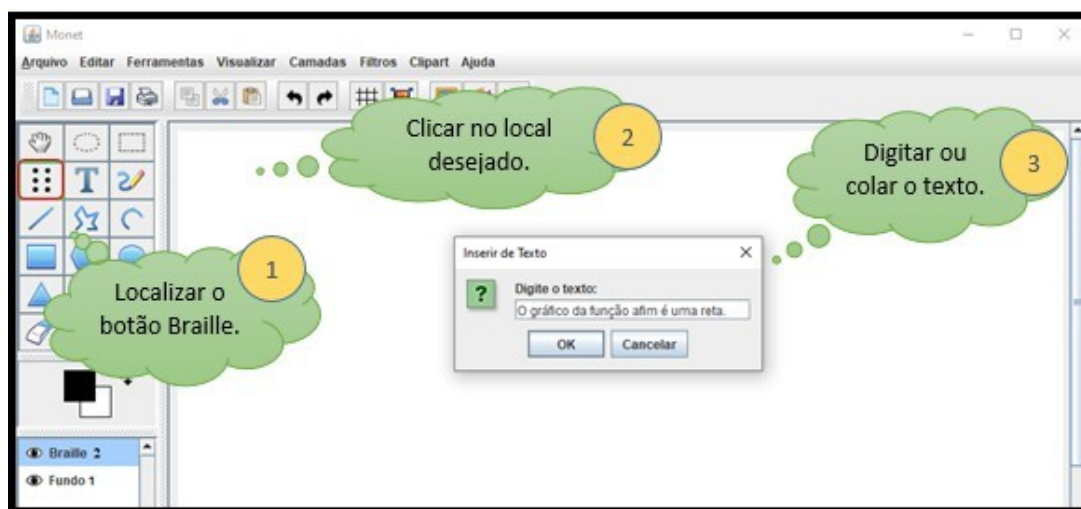 Monet
Arquivo Editar Ferramentas Visualizar Camadas Filtros Clipart Ajuda
Clicar no local
desejado.
2
Digitar ou
colar o texto.
3
T
1
Localizar o
botão Braille.
Inserir de Texto
Digite o texto:
O gráfico da função afim é uma reta.
OK Cancelar
Braille 2
Fundo 1